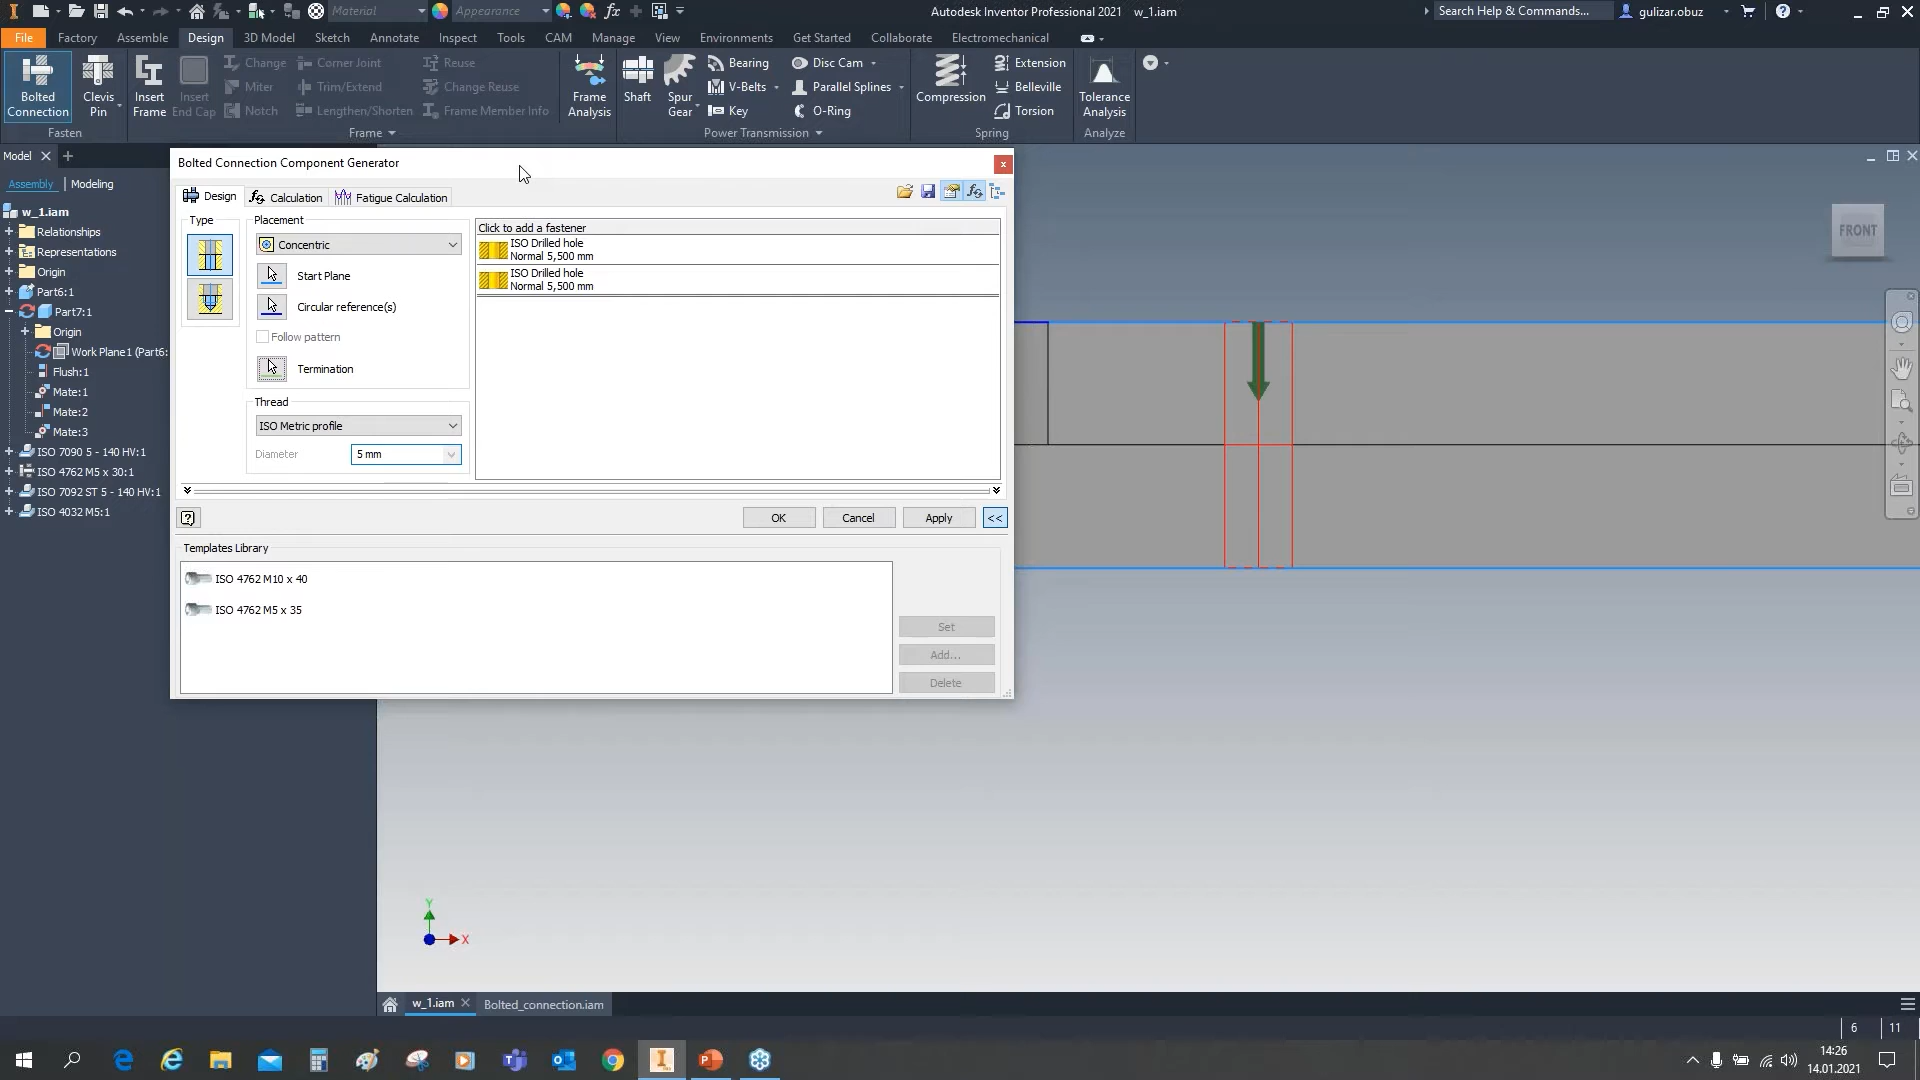 Material
Appearance
fx
Autodesk Inventor Professional 2021 w_1.iam
Search Help & Commands...
gulizar.obuz
File Factory Assemble Design 3D Model Sketch Annotate Inspect Tools CAM Manage View Environments Get Started Collaborate Electromechanical
Bolted Connection
Clevis Pin
Fasten
Insert Frame
Insert End Cap
Change
Miter
Notch
Corner Joint
Trim/Extend
Lengthen/Shorten
Reuse
Change Reuse
Frame Member Info
Frame
Frame Analysis
Shaft
Spur Gear
Bearing
V-Belts
Key
Disc Cam
Parallel Splines
O-Ring
Power Transmission
Compression
Extension
Belleville
Torsion
Spring
Tolerance Analysis
Analyze
Model
Assembly | Modeling
w_1.iam
Relationships
Representations
Origin
Part6:1
Part7:1
Origin
Work Plane1 (Part6:
Flush:1
Mate:1
Mate:2
Mate:3
ISO 7090 5 - 140 HV:1
ISO 4762 M5 x 30:1
ISO 7092 ST 5 - 140 HV:1
ISO 4032 M5:1
Bolted Connection Component Generator
Design
Calculation
Fatigue Calculation
Type
Placement
Concentric
Start Plane
Circular reference(s)
Follow pattern
Termination
Thread
ISO Metric profile
Diameter
5 mm
Click to add a fastener
ISO Drilled hole
Normal 5,500 mm
ISO Drilled hole
Normal 5,500 mm
OK
Cancel
Apply
<<
Templates Library
ISO 4762 M10 x 40
ISO 4762 M5 x 35
Set
Add...
Delete
FRONT
Y
X
w_1.iam
Bolted_connection.iam
6
11
14:26
14.01.2021